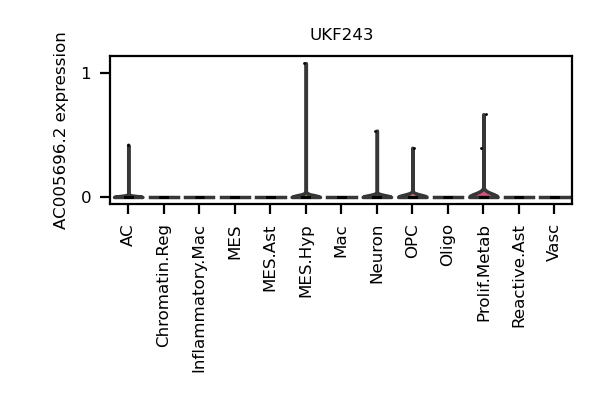 UKF243
AC005696.2 expression
1
0
AC
Chromatin.Reg
Inflammatory.Mac
MES
MES.Ast
MES.Hyp
Mac
Neuron
OPC
Oligo
Prolif.Metab
Reactive.Ast
Vasc